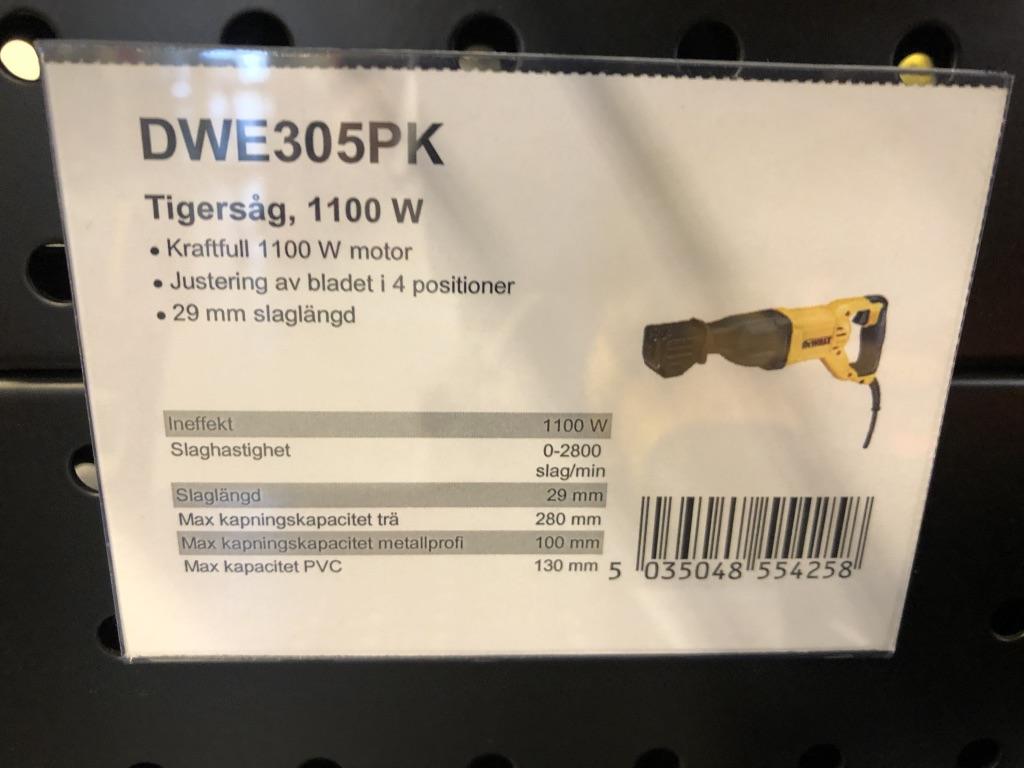 DWE305PK
Tigersåg, 1100 W
• Kraftfull 1100 W motor
• Justering av bladet i 4 positioner
• 29 mm slaglängd
DEWALT
Ineffekt 1100 W
Slaghastighet 0-2800
slag/min
Slaglängd 29 mm
Max kapningskapacitet trä 280 mm
Max kapningskapacitet metallprofi 100 mm
Max kapacitet PVC 130 mm
5 035048 554258